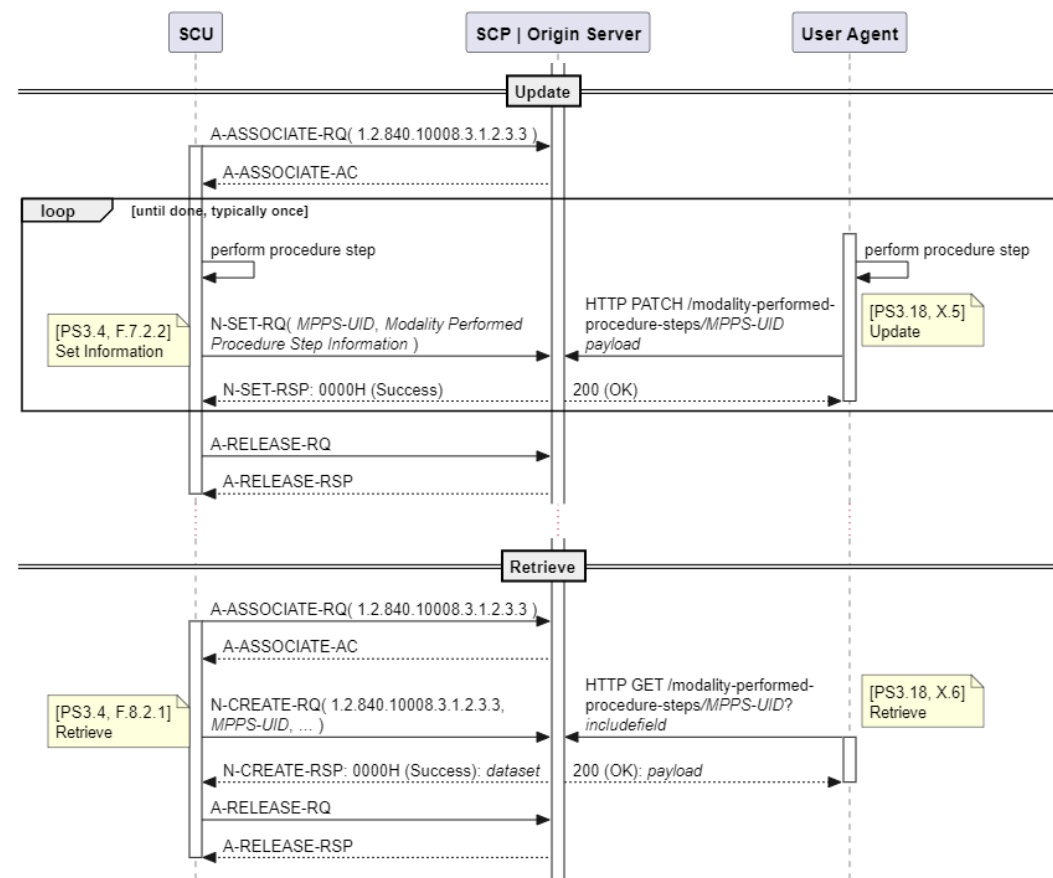 SCU
SCP | Origin Server
User Agent
Update
A-ASSOCIATE-RQ( 1.2.840.10008.3.1.2.3.3 )
A-ASSOCIATE-AC
loop
[until done, typically once]
perform procedure step
perform procedure step
[PS3.4, F.7.2.2]
Set Information
N-SET-RQ( MPPS-UID, Modality Performed
Procedure Step Information )
HTTP PATCH /modality-performed-
procedure-steps/MPPS-UID
payload
[PS3.18, X.5]
Update
N-SET-RSP: 0000H (Success)
200 (OK)
A-RELEASE-RQ
A-RELEASE-RSP
Retrieve
A-ASSOCIATE-RQ( 1.2.840.10008.3.1.2.3.3 )
A-ASSOCIATE-AC
[PS3.4, F.8.2.1]
Retrieve
N-CREATE-RQ( 1.2.840.10008.3.1.2.3.3,
MPPS-UID, ... )
HTTP GET /modality-performed-
procedure-steps/MPPS-UID?
includefield
[PS3.18, X.6]
Retrieve
N-CREATE-RSP: 0000H (Success): dataset
200 (OK): payload
A-RELEASE-RQ
A-RELEASE-RSP